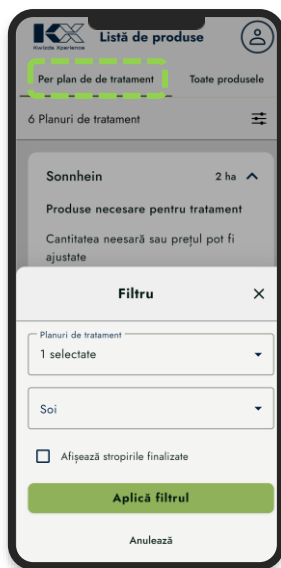 KX
Kwizda Xperience
Listă de produse
Per plan de de tratament
Toate produsele
6 Planuri de tratament
Sonnhein
2 ha
Produse necesare pentru tratament
Cantitatea neesară sau prețul pot fi
ajustate
Filtru
Planuri de tratament
1 selectate
Soi
Afișează stropirile finalizate
Aplică filtrul
Anulează